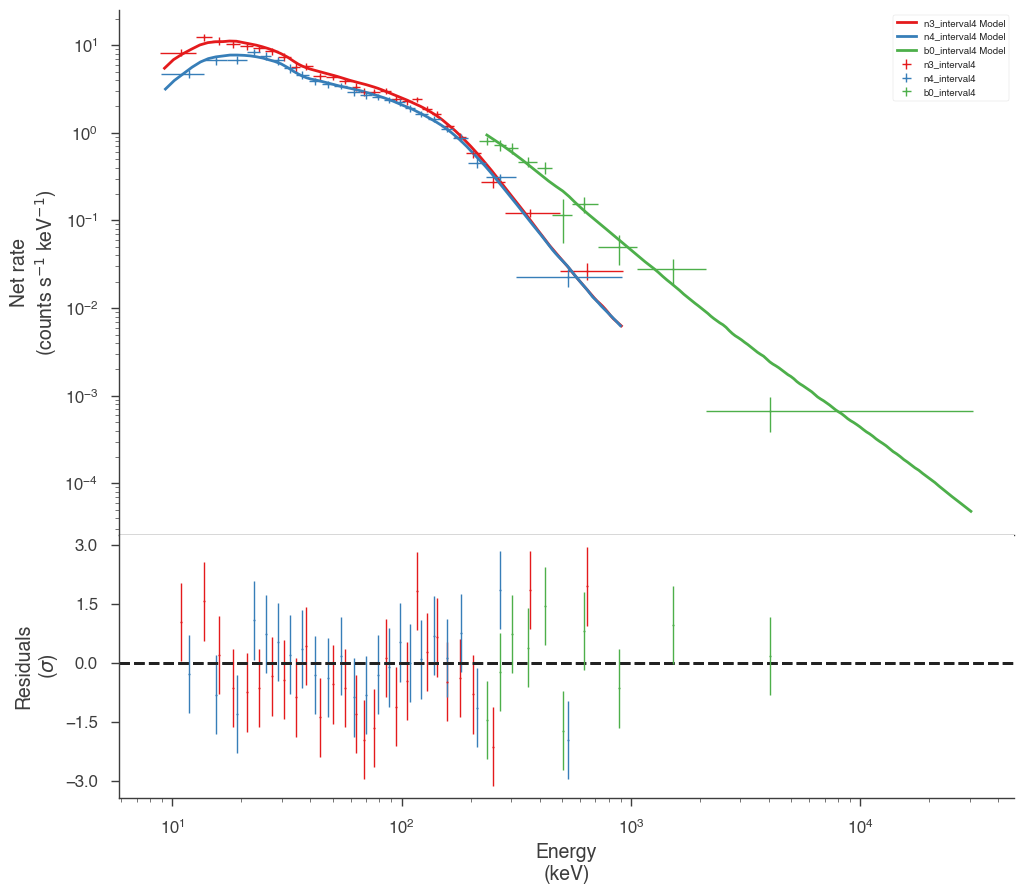 n3_interval4 Model
n4_interval4 Model
b0_interval4 Model
n3_interval4
n4_interval4
b0_interval4
Net rate
(counts s⁻¹ keV⁻¹)
10¹
10⁰
10⁻¹
10⁻²
10⁻³
10⁻⁴
Residuals
(σ)
3.0
1.5
0.0
−1.5
−3.0
10¹ 10² 10³ 10⁴
Energy
(keV)